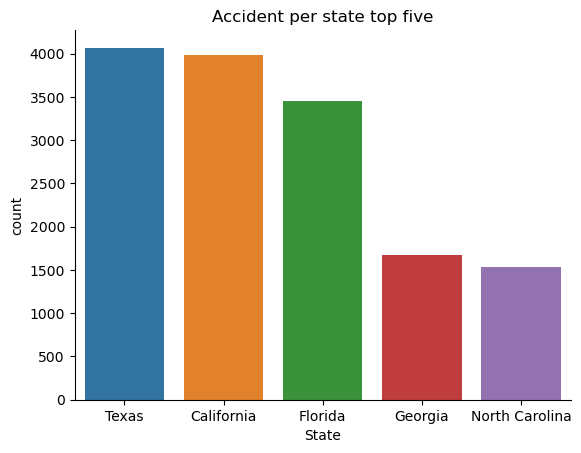 Accident per state top five
count
4000
3500
3000
2500
2000
1500
1000
500
0
Texas California Florida Georgia North Carolina
State